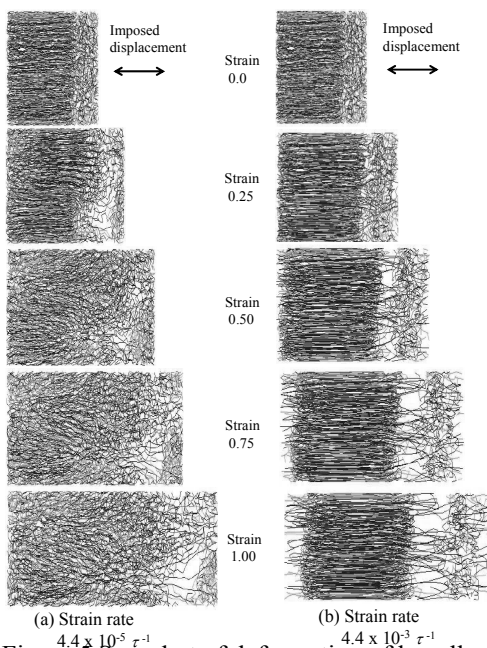 Imposed
displacement
Strain
0.0
Imposed
displacement
Strain
0.25
Strain
0.50
Strain
0.75
Strain
1.00
(a) Strain rate
4.4 x 10⁻⁵ τ⁻¹
(b) Strain rate
4.4 x 10⁻³ τ⁻¹